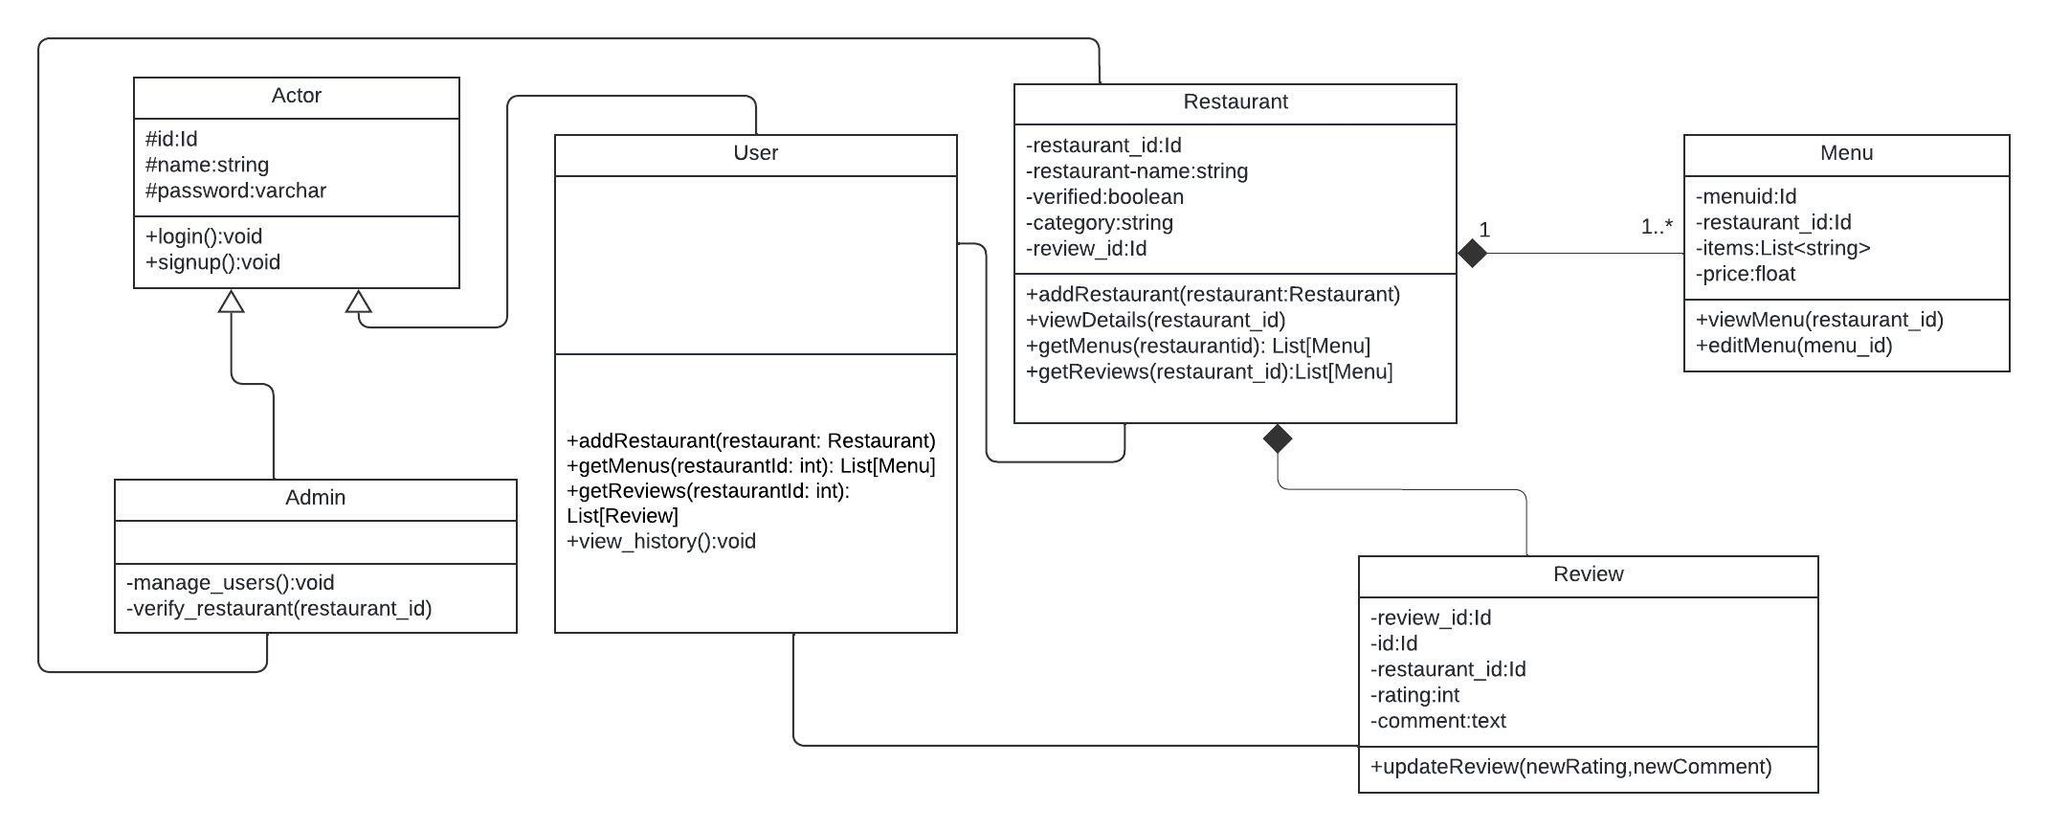 Actor
#id:Id
#name:string
#password:varchar
+login():void
+signup():void
User
+addRestaurant(restaurant: Restaurant)
+getMenus(restaurantId: int): List[Menu]
+getReviews(restaurantId: int):
List[Review]
+view_history():void
Restaurant
-restaurant_id:Id
-restaurant-name:string
-verified:boolean
-category:string
-review_id:Id
+addRestaurant(restaurant:Restaurant)
+viewDetails(restaurant_id)
+getMenus(restaurantid): List[Menu]
+getReviews(restaurant_id):List[Menu]
1
1..*
Menu
-menuid:Id
-restaurant_id:Id
-items:List<string>
-price:float
+viewMenu(restaurant_id)
+editMenu(menu_id)
Admin
-manage_users():void
-verify_restaurant(restaurant_id)
Review
-review_id:Id
-id:Id
-restaurant_id:Id
-rating:int
-comment:text
+updateReview(newRating,newComment)